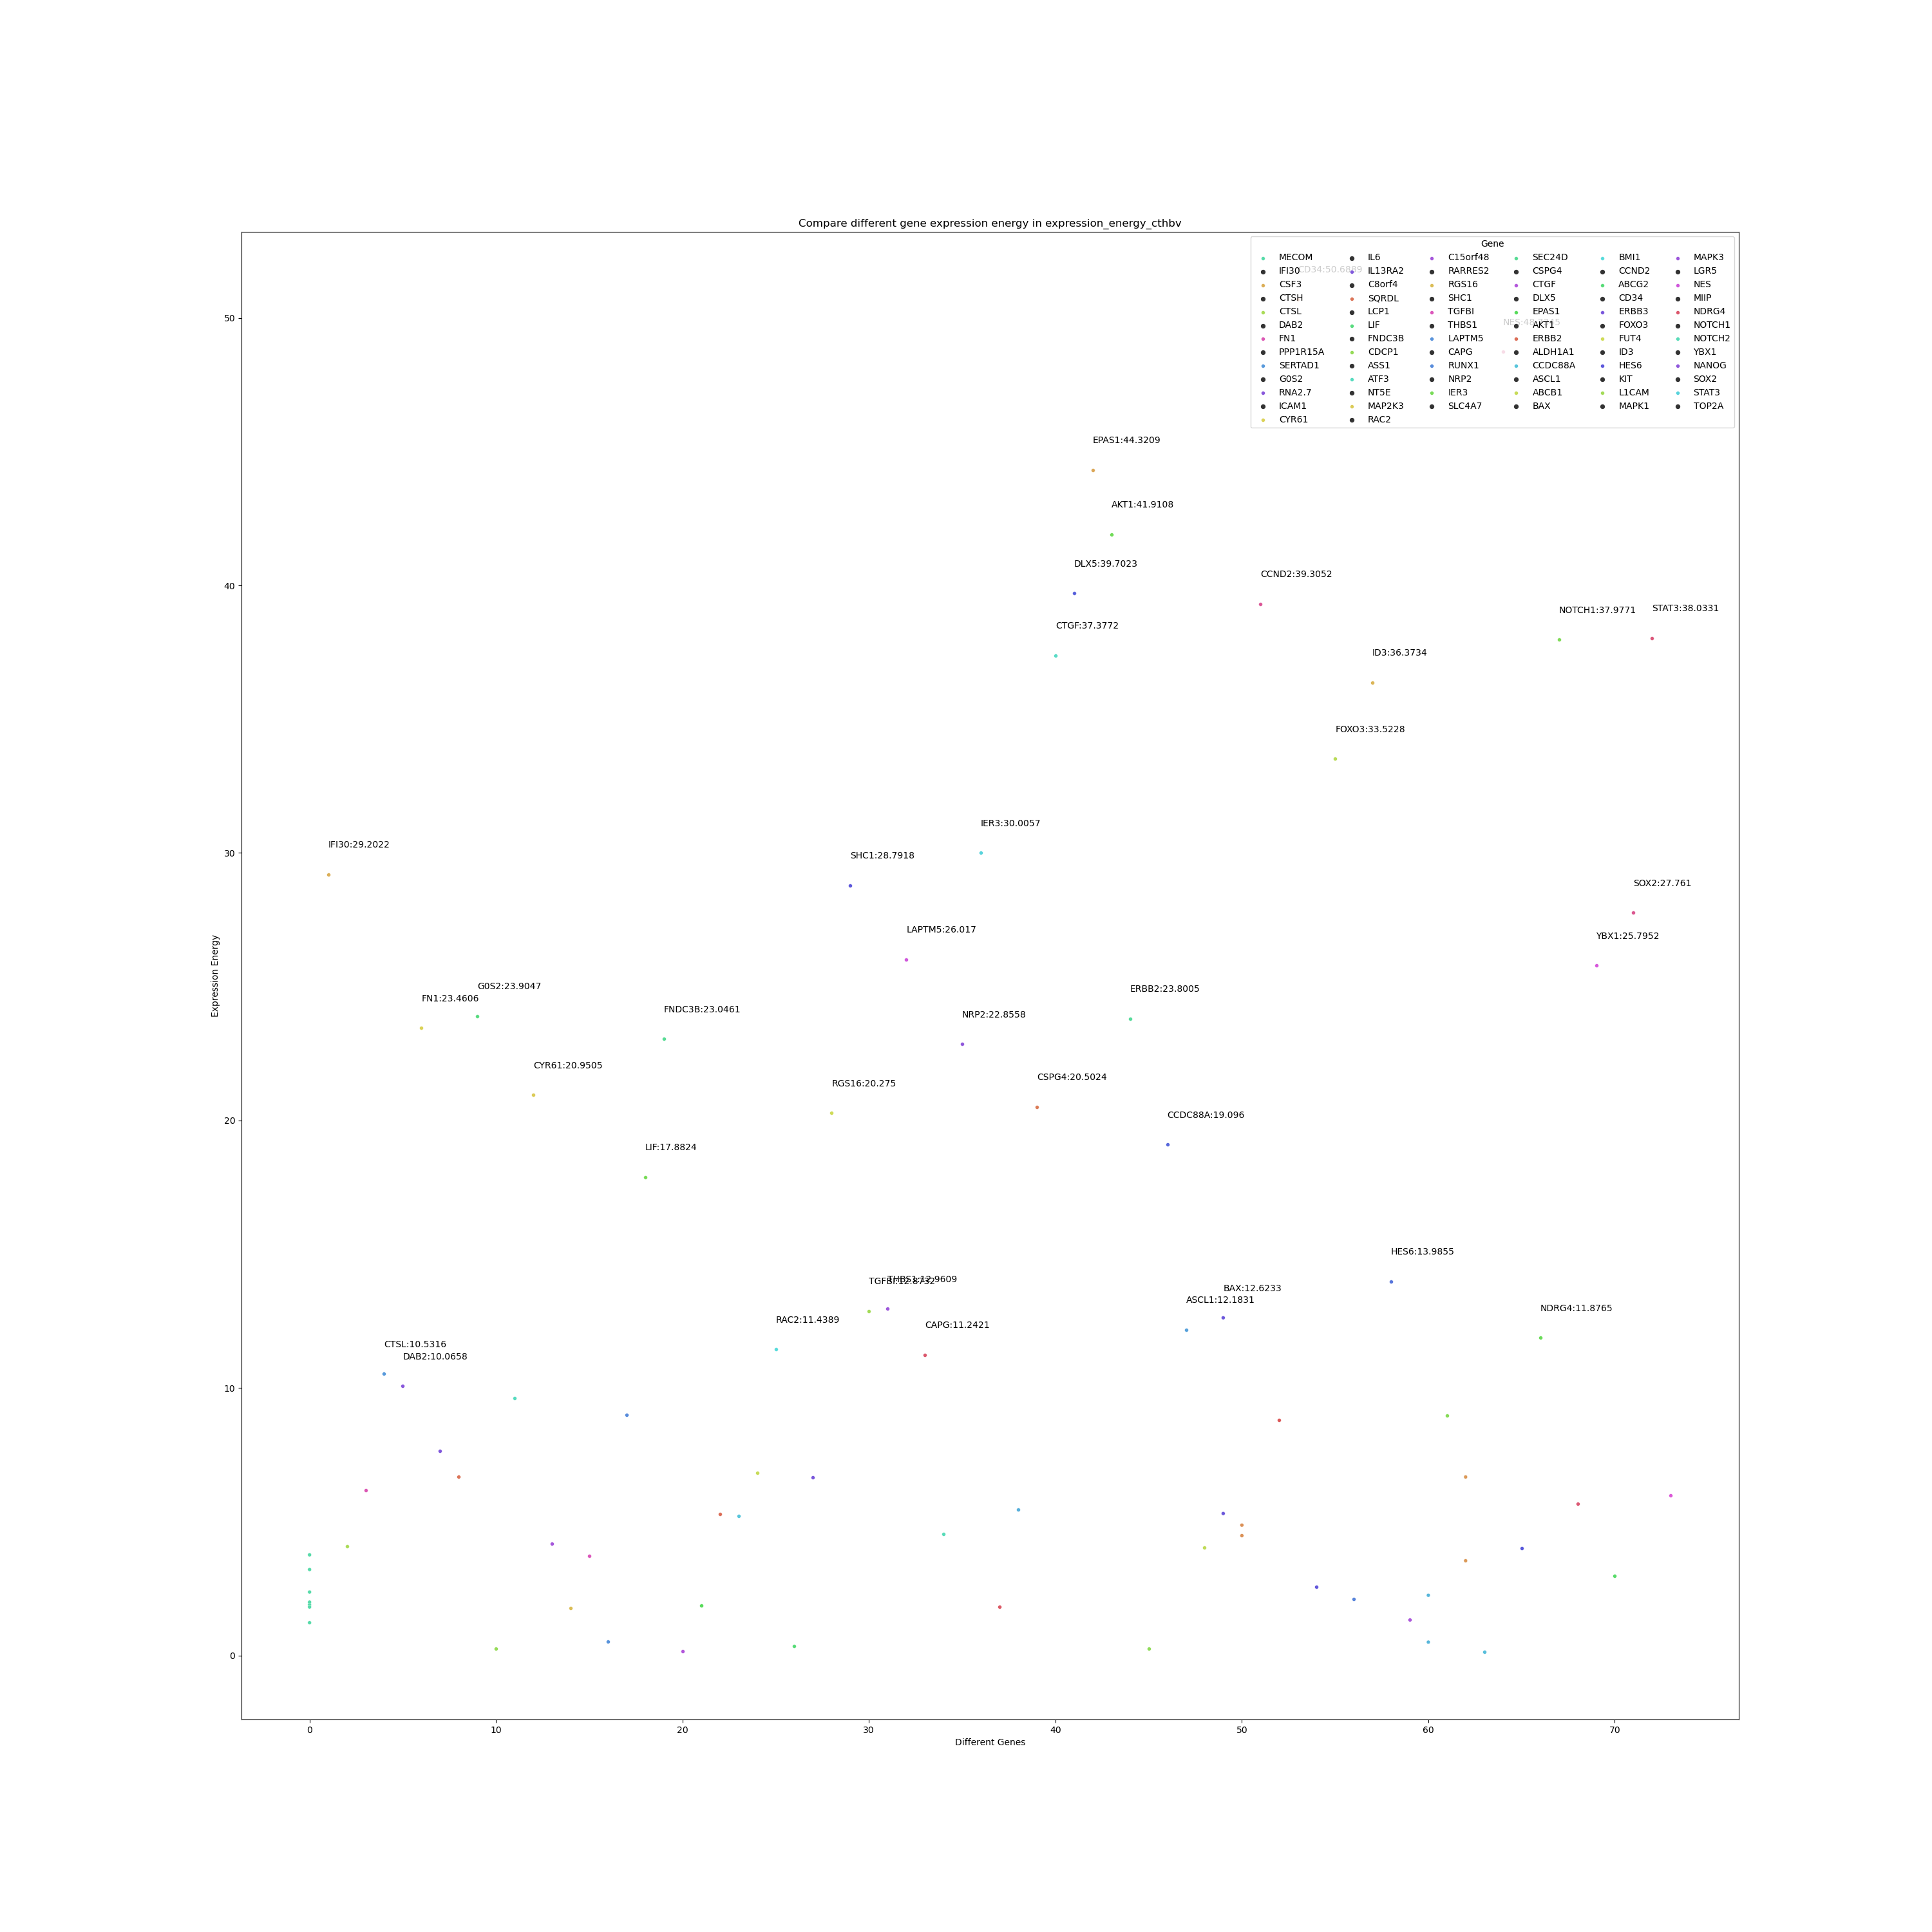 Compare different gene expression energy in expression_energy_cthbv
Gene
MECOM IL6 C15orf48 SEC24D BMI1 MAPK3
IFI30 IL13RA2 RARRES2 CSPG4 CCND2 LGR5
CSF3 C8orf4 RGS16 CTGF ABCG2 NES
CTSH SQRDL SHC1 DLX5 CD34 MIIP
CTSL LCP1 TGFBI EPAS1 ERBB3 NDRG4
DAB2 LIF THBS1 AKT1 FOXO3 NOTCH1
FN1 FNDC3B LAPTM5 ERBB2 FUT4 NOTCH2
PPP1R15A CDCP1 CAPG ALDH1A1 ID3 YBX1
SERTAD1 ASS1 RUNX1 CCDC88A HES6 NANOG
G0S2 ATF3 NRP2 ASCL1 KIT SOX2
RNA2.7 NT5E IER3 ABCB1 L1CAM STAT3
ICAM1 MAP2K3 SLC4A7 BAX MAPK1 TOP2A
CYR61 RAC2
50
EPAS1:44.3209
AKT1:41.9108
DLX5:39.7023
CCND2:39.3052
40
NOTCH1:37.9771 STAT3:38.0331
CTGF:37.3772
ID3:36.3734
FOXO3:33.5228
IER3:30.0057
IFI30:29.2022
30
SHC1:28.7918
SOX2:27.761
LAPTM5:26.017
YBX1:25.7952
G0S2:23.9047
ERBB2:23.8005
FN1:23.4606
FNDC3B:23.0461
NRP2:22.8558
CYR61:20.9505
CSPG4:20.5024
RGS16:20.275
20
CCDC88A:19.096
LIF:17.8824
HES6:13.9855
BAX:12.6233
ASCL1:12.1831
NDRG4:11.8765
RAC2:11.4389
CAPG:11.2421
CTSL:10.5316
DAB2:10.0658
10
0
0 10 20 30 40 50 60 70
Different Genes
Expression Energy